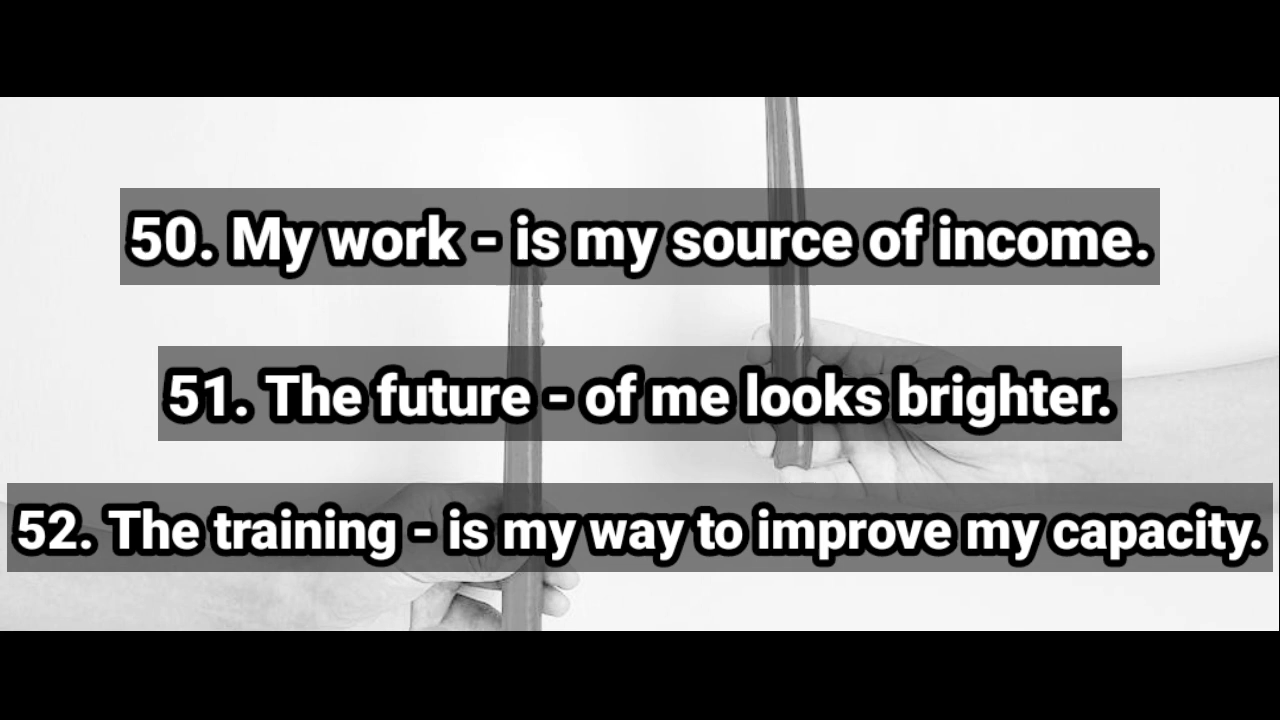 50. My work - is my source of income.
51. The future - of me looks brighter.
52. The training - is my way to improve my capacity.